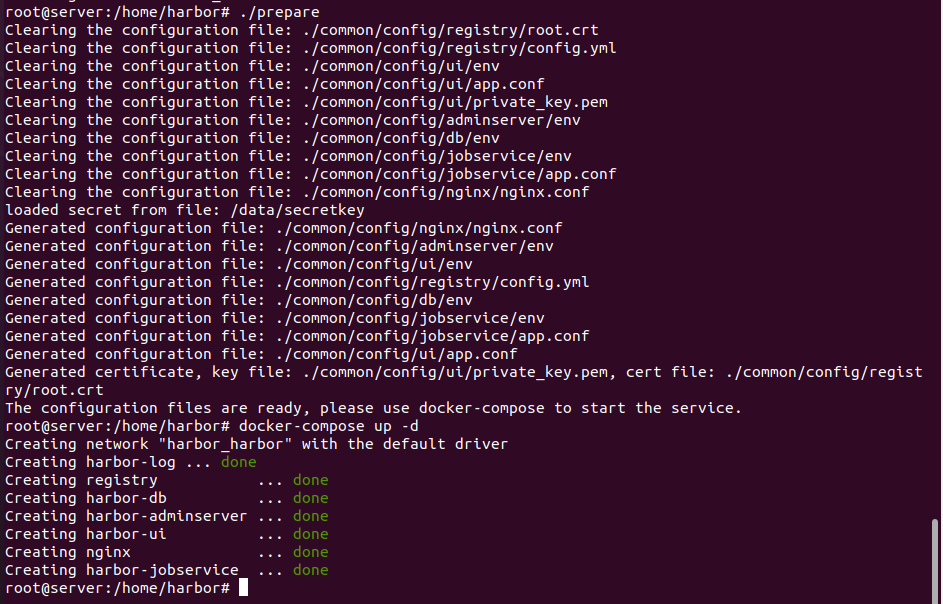 root@server:/home/harbor# ./prepare
Clearing the configuration file: ./common/config/registry/root.crt
Clearing the configuration file: ./common/config/registry/config.yml
Clearing the configuration file: ./common/config/ui/env
Clearing the configuration file: ./common/config/ui/app.conf
Clearing the configuration file: ./common/config/ui/private_key.pem
Clearing the configuration file: ./common/config/adminserver/env
Clearing the configuration file: ./common/config/db/env
Clearing the configuration file: ./common/config/jobservice/env
Clearing the configuration file: ./common/config/jobservice/app.conf
Clearing the configuration file: ./common/config/nginx/nginx.conf
loaded secret from file: /data/secretkey
Generated configuration file: ./common/config/nginx/nginx.conf
Generated configuration file: ./common/config/adminserver/env
Generated configuration file: ./common/config/ui/env
Generated configuration file: ./common/config/registry/config.yml
Generated configuration file: ./common/config/db/env
Generated configuration file: ./common/config/jobservice/env
Generated configuration file: ./common/config/jobservice/app.conf
Generated configuration file: ./common/config/ui/app.conf
Generated certificate, key file: ./common/config/ui/private_key.pem, cert file: ./common/config/regist
ry/root.crt
The configuration files are ready, please use docker-compose to start the service.
root@server:/home/harbor# docker-compose up -d
Creating network "harbor_harbor" with the default driver
Creating harbor-log ... done
Creating registry           ... done
Creating harbor-db          ... done
Creating harbor-adminserver ... done
Creating harbor-ui          ... done
Creating nginx              ... done
Creating harbor-jobservice  ... done
root@server:/home/harbor#